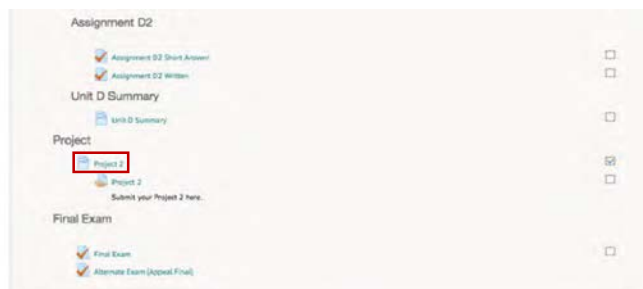 Assignment D2
Assignment D2 Short Answer
Assignment D2 Written
Unit D Summary
Unit D Summary
Project
Project 2
Project 2
Submit your Project 2 here.
Final Exam
Final Exam
Alternate Exam (Appeal Final)